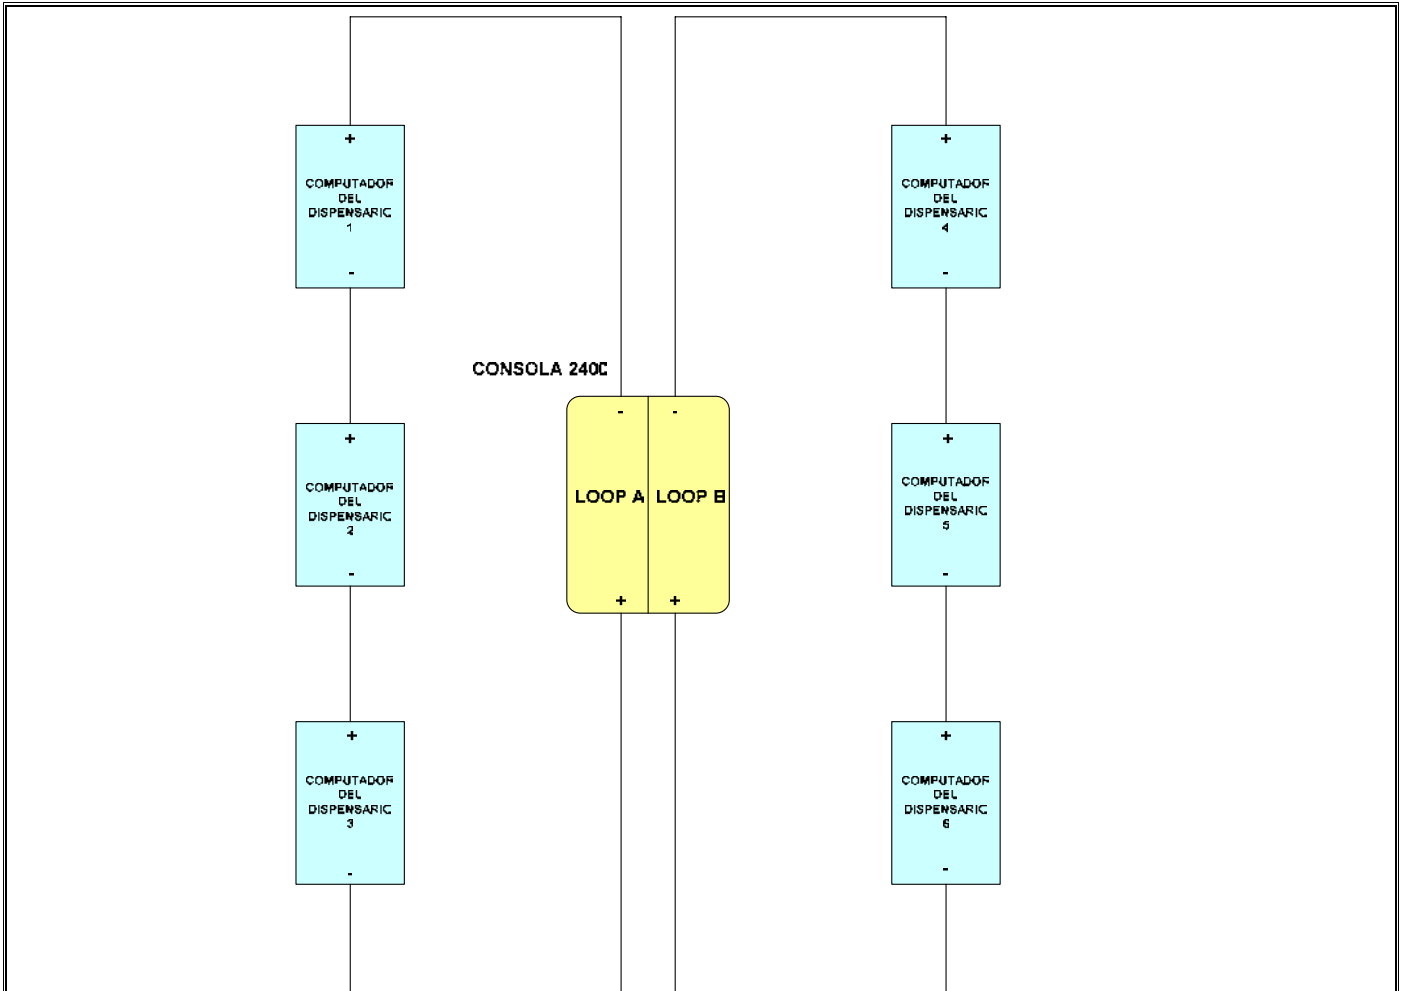 +
COMPUTADOR
DEL
DISPENSARIO
1
-
+
COMPUTADOR
DEL
DISPENSARIO
4
-
CONSOLA 2400
-
-
LOOP A
LOOP B
+
+
+
COMPUTADOR
DEL
DISPENSARIO
2
-
+
COMPUTADOR
DEL
DISPENSARIO
5
-
+
COMPUTADOR
DEL
DISPENSARIO
3
-
+
COMPUTADOR
DEL
DISPENSARIO
6
-